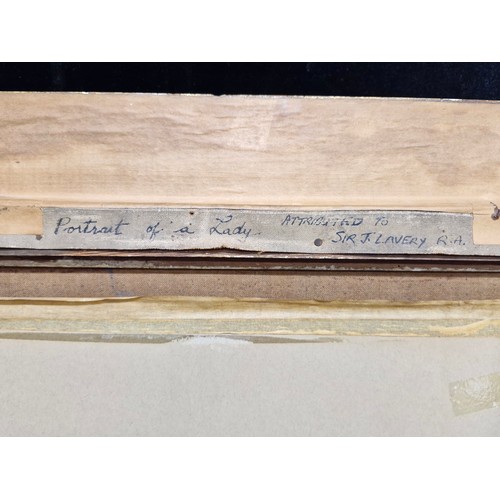 Portrait of a Lady. ATTRIBUTED TO
SIR J. LAVERY, R.A.